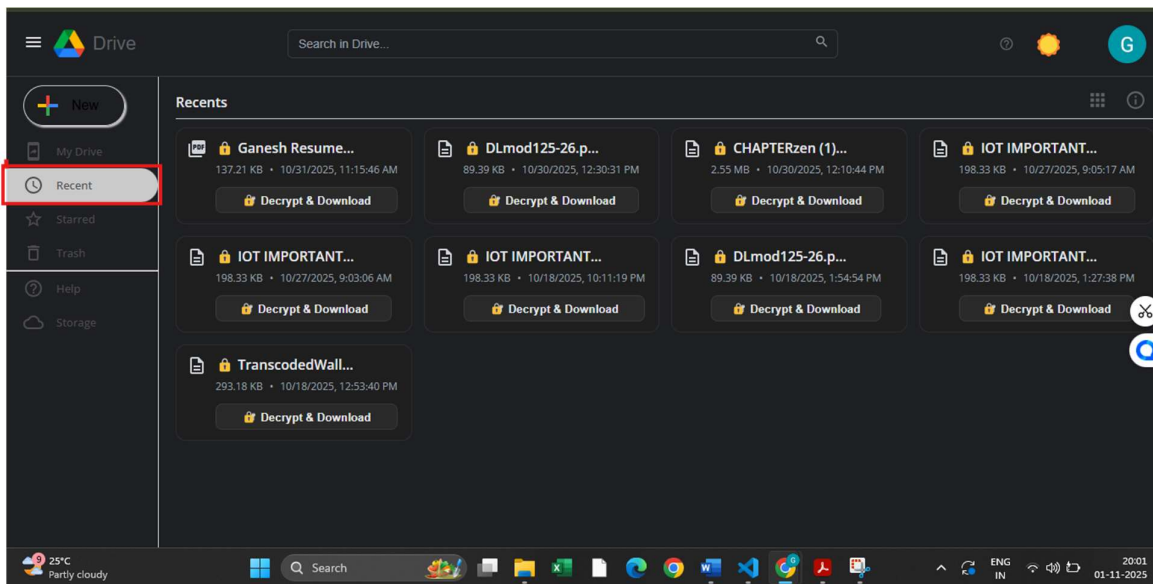 Drive
Search in Drive...
G
New
My Drive
Recent
Starred
Trash
Help
Storage
Recents
PDF
Ganesh Resume...
137.21 KB • 10/31/2025, 11:15:46 AM
Decrypt & Download
DLmod125-26.p...
89.39 KB • 10/30/2025, 12:30:31 PM
Decrypt & Download
CHAPTERzen (1)...
2.55 MB • 10/30/2025, 12:10:44 PM
Decrypt & Download
IOT IMPORTANT...
198.33 KB • 10/27/2025, 9:05:17 AM
Decrypt & Download
IOT IMPORTANT...
198.33 KB • 10/27/2025, 9:03:06 AM
Decrypt & Download
IOT IMPORTANT...
198.33 KB • 10/18/2025, 10:11:19 PM
Decrypt & Download
DLmod125-26.p...
89.39 KB • 10/18/2025, 1:54:54 PM
Decrypt & Download
IOT IMPORTANT...
198.33 KB • 10/18/2025, 1:27:38 PM
Decrypt & Download
TranscodedWall...
293.18 KB • 10/18/2025, 12:53:40 PM
Decrypt & Download
9
25°C
Partly cloudy
Search
ENG
IN
20:01
01-11-2025